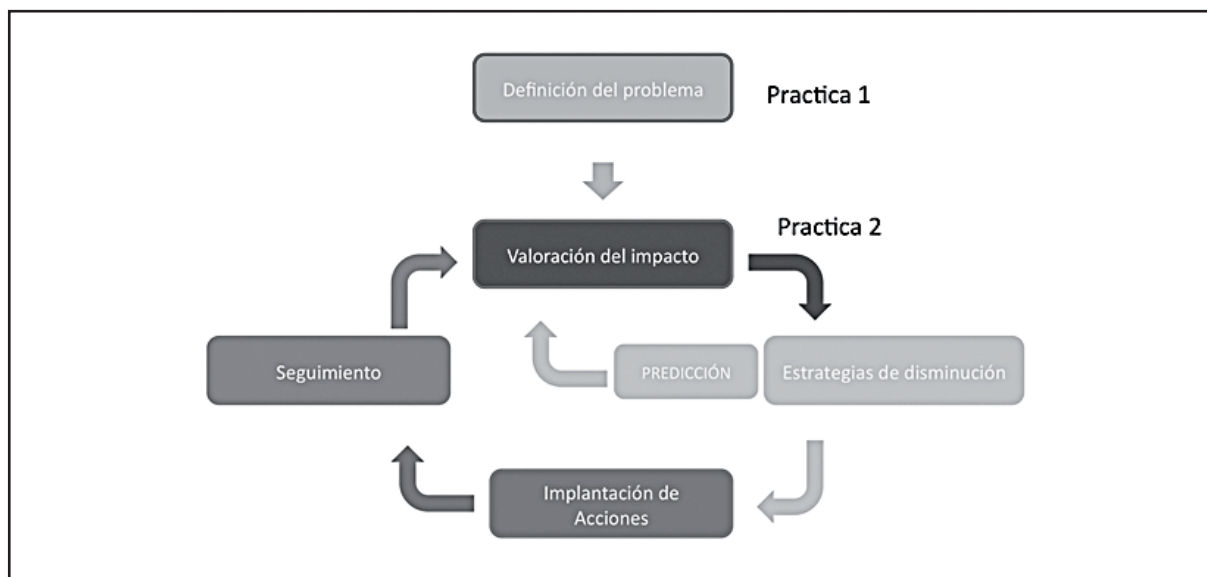 Definición del problema
Practica 1
Valoración del impacto
Practica 2
Seguimiento
PREDICCIÓN
Estrategias de disminución
Implantación de
Acciones